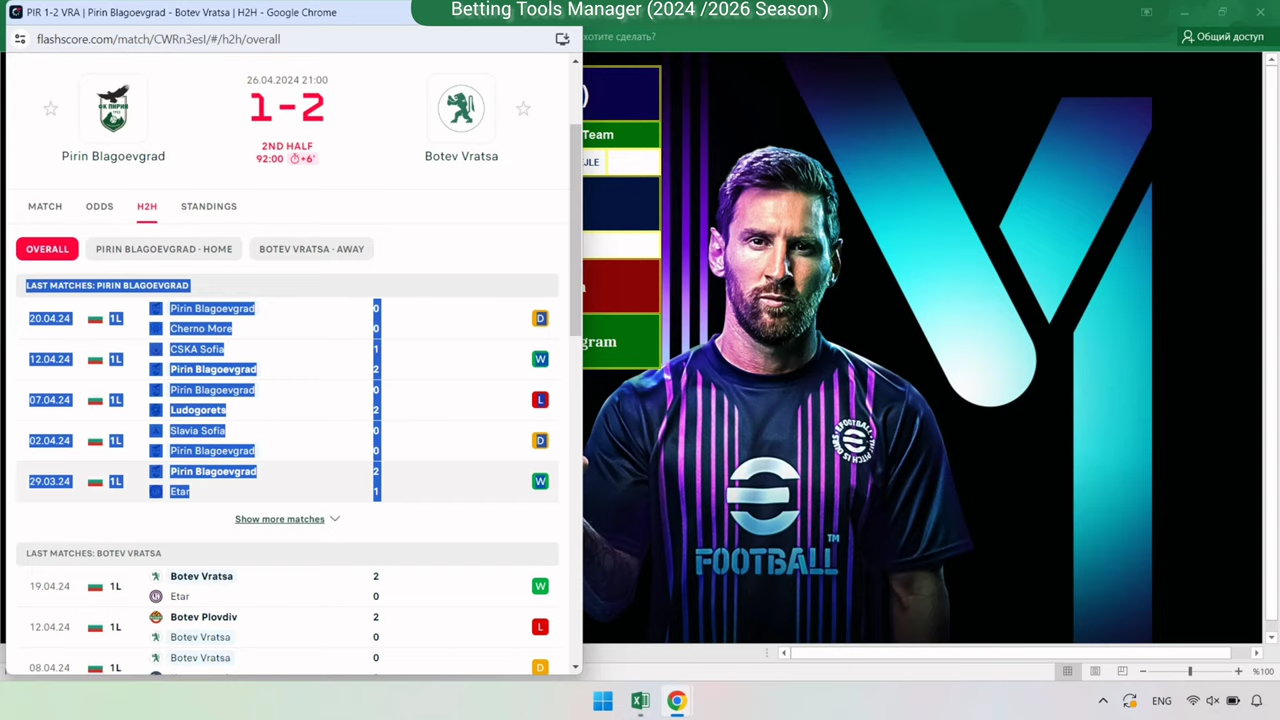 Betting Tools Manager (2024 /2026 Season )
PIR 1-2 VRA | Pirin Blagoevgrad - Botev Vratsa | H2H - Google Chrome
flashscore.com/match/CWRn3esI/#/h2h/overall
хотите сделать?
Общий доступ
26.04.2024 21:00
1-2
2ND HALF
92:00 +6'
Pirin Blagoevgrad
Botev Vratsa
MATCH ODDS H2H STANDINGS
OVERALL PIRIN BLAGOEVGRAD · HOME BOTEV VRATSA · AWAY
LAST MATCHES: PIRIN BLAGOEVGRAD
20.04.24 1L Pirin Blagoevgrad 0 D
Cherno More 0
12.04.24 1L CSKA Sofia 1 W
Pirin Blagoevgrad 2
07.04.24 1L Pirin Blagoevgrad 0 L
Ludogorets 2
02.04.24 1L Slavia Sofia 0 D
Pirin Blagoevgrad 0
29.03.24 1L Pirin Blagoevgrad 2 W
Etar 1
Show more matches
LAST MATCHES: BOTEV VRATSA
19.04.24 1L Botev Vratsa 2 W
Etar 0
12.04.24 1L Botev Plovdiv 2 L
Botev Vratsa 0
08.04.24 1L Botev Vratsa 0 D
Team
JLE
gram
FOOTBALL™
%100
ENG